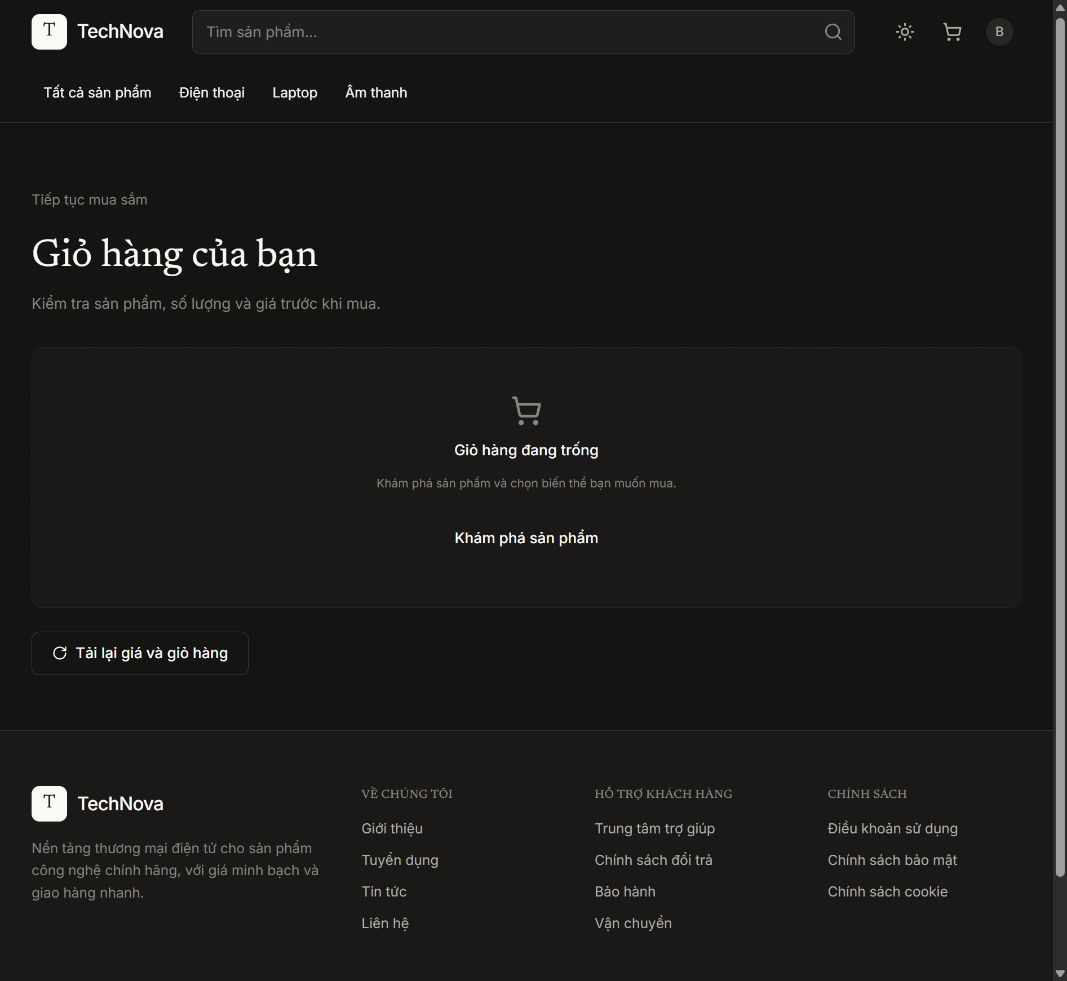 T TechNova
Tìm sản phẩm...
B
Tất cả sản phẩm Điện thoại Laptop Âm thanh
Tiếp tục mua sắm
Giỏ hàng của bạn
Kiểm tra sản phẩm, số lượng và giá trước khi mua.
Giỏ hàng đang trống
Khám phá sản phẩm và chọn biến thể bạn muốn mua.
Khám phá sản phẩm
Tải lại giá và giỏ hàng
T TechNova
Nền tảng thương mại điện tử cho sản phẩm
công nghệ chính hãng, với giá minh bạch và
giao hàng nhanh.
VỀ CHÚNG TÔI
Giới thiệu
Tuyển dụng
Tin tức
Liên hệ
HỖ TRỢ KHÁCH HÀNG
Trung tâm trợ giúp
Chính sách đổi trả
Bảo hành
Vận chuyển
CHÍNH SÁCH
Điều khoản sử dụng
Chính sách bảo mật
Chính sách cookie